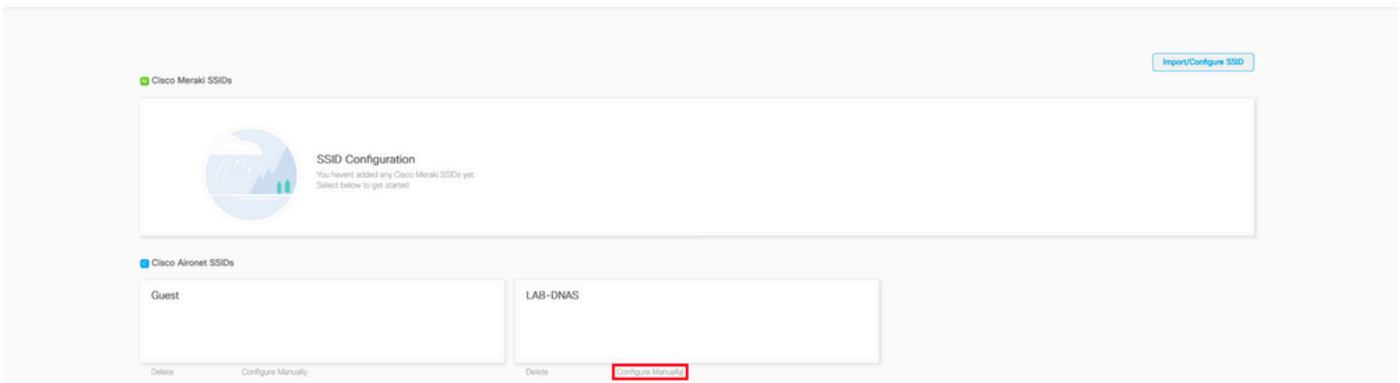 Import/Configure SSID
M Cisco Meraki SSIDs
SSID Configuration
You havent added any Cisco Meraki SSIDs yet.
Select below to get started
C Cisco Aironet SSIDs
Guest
LAB-DNAS
Delete Configure Manually
Delete Configure Manually